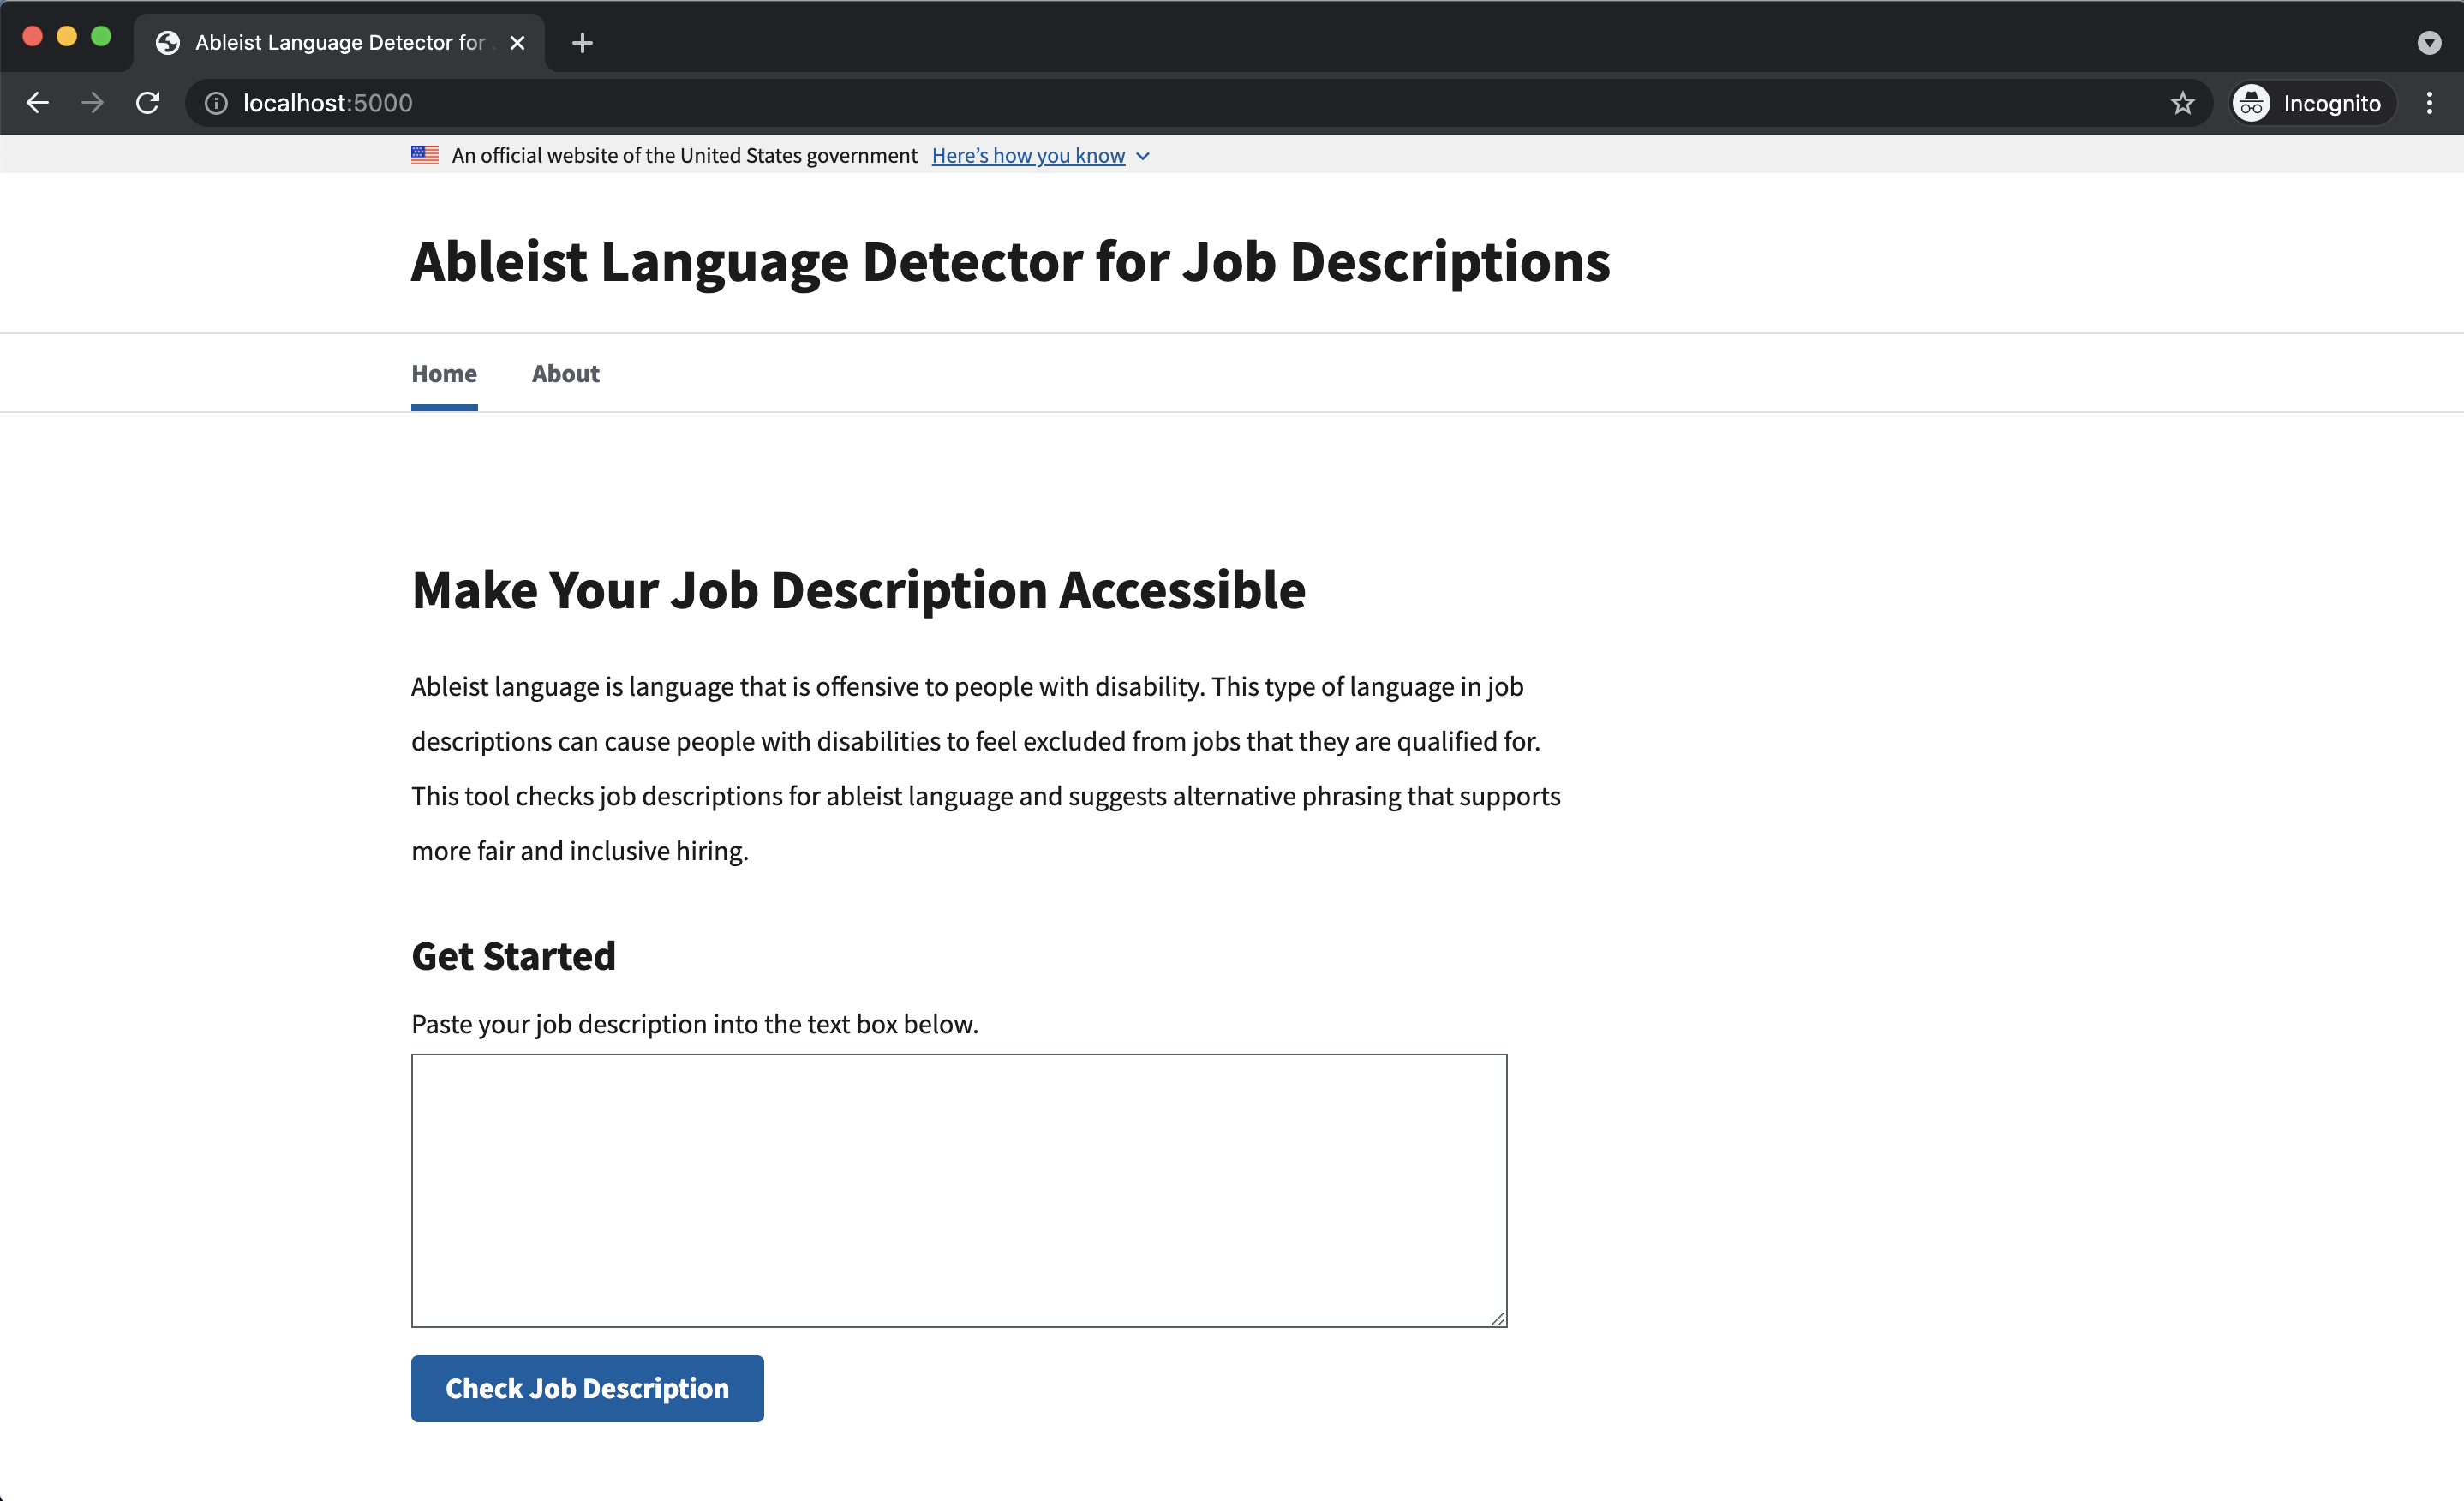 Ableist Language Detector for
localhost:5000
Incognito
An official website of the United States government Here’s how you know
Ableist Language Detector for Job Descriptions
Home About
Make Your Job Description Accessible
Ableist language is language that is offensive to people with disability. This type of language in job
descriptions can cause people with disabilities to feel excluded from jobs that they are qualified for.
This tool checks job descriptions for ableist language and suggests alternative phrasing that supports
more fair and inclusive hiring.
Get Started
Paste your job description into the text box below.
Check Job Description